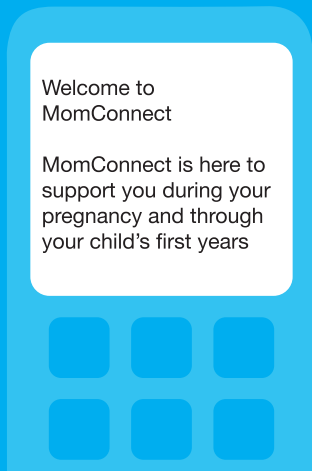 Welcome to
MomConnect
MomConnect is here to
support you during your
pregnancy and through
your child’s first years